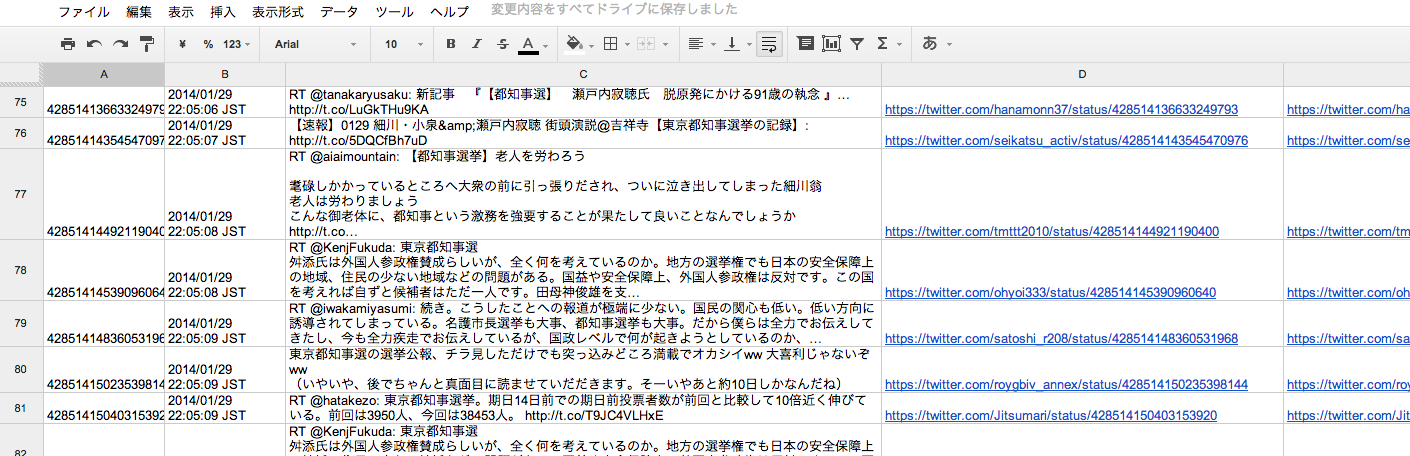 ファイル 編集 表示 挿入 表示形式 データ ツール ヘルプ 変更内容をすべてドライブに保存しました
¥ % 123 Arial 10 B I S A Σ あ
A B C D
75 42851413663324979 2014/01/29 22:05:06 JST
RT @tanakaryusaku: 新記事 『【都知事選】 瀬戸内寂聴氏 脱原発にかける91歳の執念 』...
http://t.co/LuGkTHu9KA
https://twitter.com/hanamonn37/status/428514136633249793 https://twitter.com/ha
76 42851414354547097 2014/01/29 22:05:07 JST
【速報】0129 細川・小泉&amp;瀬戸内寂聴 街頭演説@吉祥寺【東京都知事選挙の記録】:
http://t.co/5DQCfBh7uD
https://twitter.com/seikatsu_activ/status/428514143545470976 https://twitter.com/se
77 42851414492119040 2014/01/29 22:05:08 JST
RT @aiaimountain: 【都知事選挙】老人を労わろう
耄碌しかかっているところへ大衆の前に引っ張りだされ、ついに泣き出してしまった細川翁
老人は労わりましょう
こんな御老体に、都知事という激務を強要することが果たして良いことなんでしょうか
http://t.co...
https://twitter.com/tmttt2010/status/428514144921190400 https://twitter.com/tm
78 42851414539096064 2014/01/29 22:05:08 JST
RT @KenjFukuda: 東京都知事選
舛添氏は外国人参政権賛成らしいが、全く何を考えているのか。地方の選挙権でも日本の安全保障上
の地域、住民の少ない地域などの問題がある。国益や安全保障上、外国人参政権は反対です。この国
を考えれば自ずと候補者はただ一人です。田母神俊雄を支...
https://twitter.com/ohyoi333/status/428514145390960640 https://twitter.com/oh
79 42851414836053196 2014/01/29 22:05:09 JST
RT @iwakamiyasumi: 続き。こうしたことへの報道が極端に少ない。国民の関心も低い。低い方向に
誘導されてしまっている。名護市長選挙も大事、都知事選挙も大事。だから僕らは全力でお伝えして
きたし、今も全力疾走でお伝えしているが、国政レベルで何が起きようとしているのか、...
https://twitter.com/satoshi_r208/status/428514148360531968 https://twitter.com/sa
80 42851415023539814 2014/01/29 22:05:09 JST
東京都知事選の選挙公報、チラ見しただけでも突っ込みどころ満載でオカシイww 大喜利じゃないぞ
ww
（いやいや、後でちゃんと真面目に読ませていだだきます。そーいやあと約10日しかなんだね）
https://twitter.com/roygbiv_annex/status/428514150235398144 https://twitter.com/roy
81 42851415040315392 2014/01/29 22:05:09 JST
RT @hatakezo: 東京都知事選挙。期日14日前での期日前投票者数が前回と比較して10倍近く伸びて
いる。前回は3950人、今回は38453人。 http://t.co/T9JC4VLHxE
https://twitter.com/Jitsumari/status/428514150403153920 https://twitter.com/Jit
82
RT @KenjFukuda: 東京都知事選
舛添氏は外国人参政権賛成らしいが、全く何を考えているのか。地方の選挙権でも日本の安全保障上